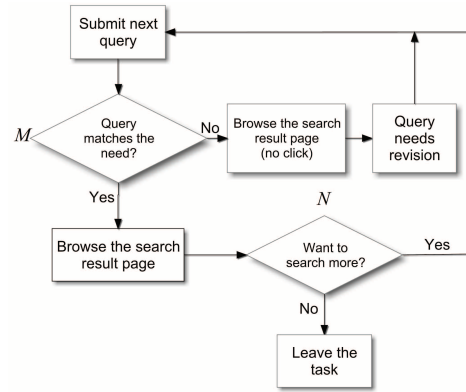 Submit next
query
M
Query
matches the
need?
No
Browse the search
result page
(no click)
Query
needs
revision
Yes
N
Browse the search
result page
Want to
search more?
Yes
No
Leave the
task